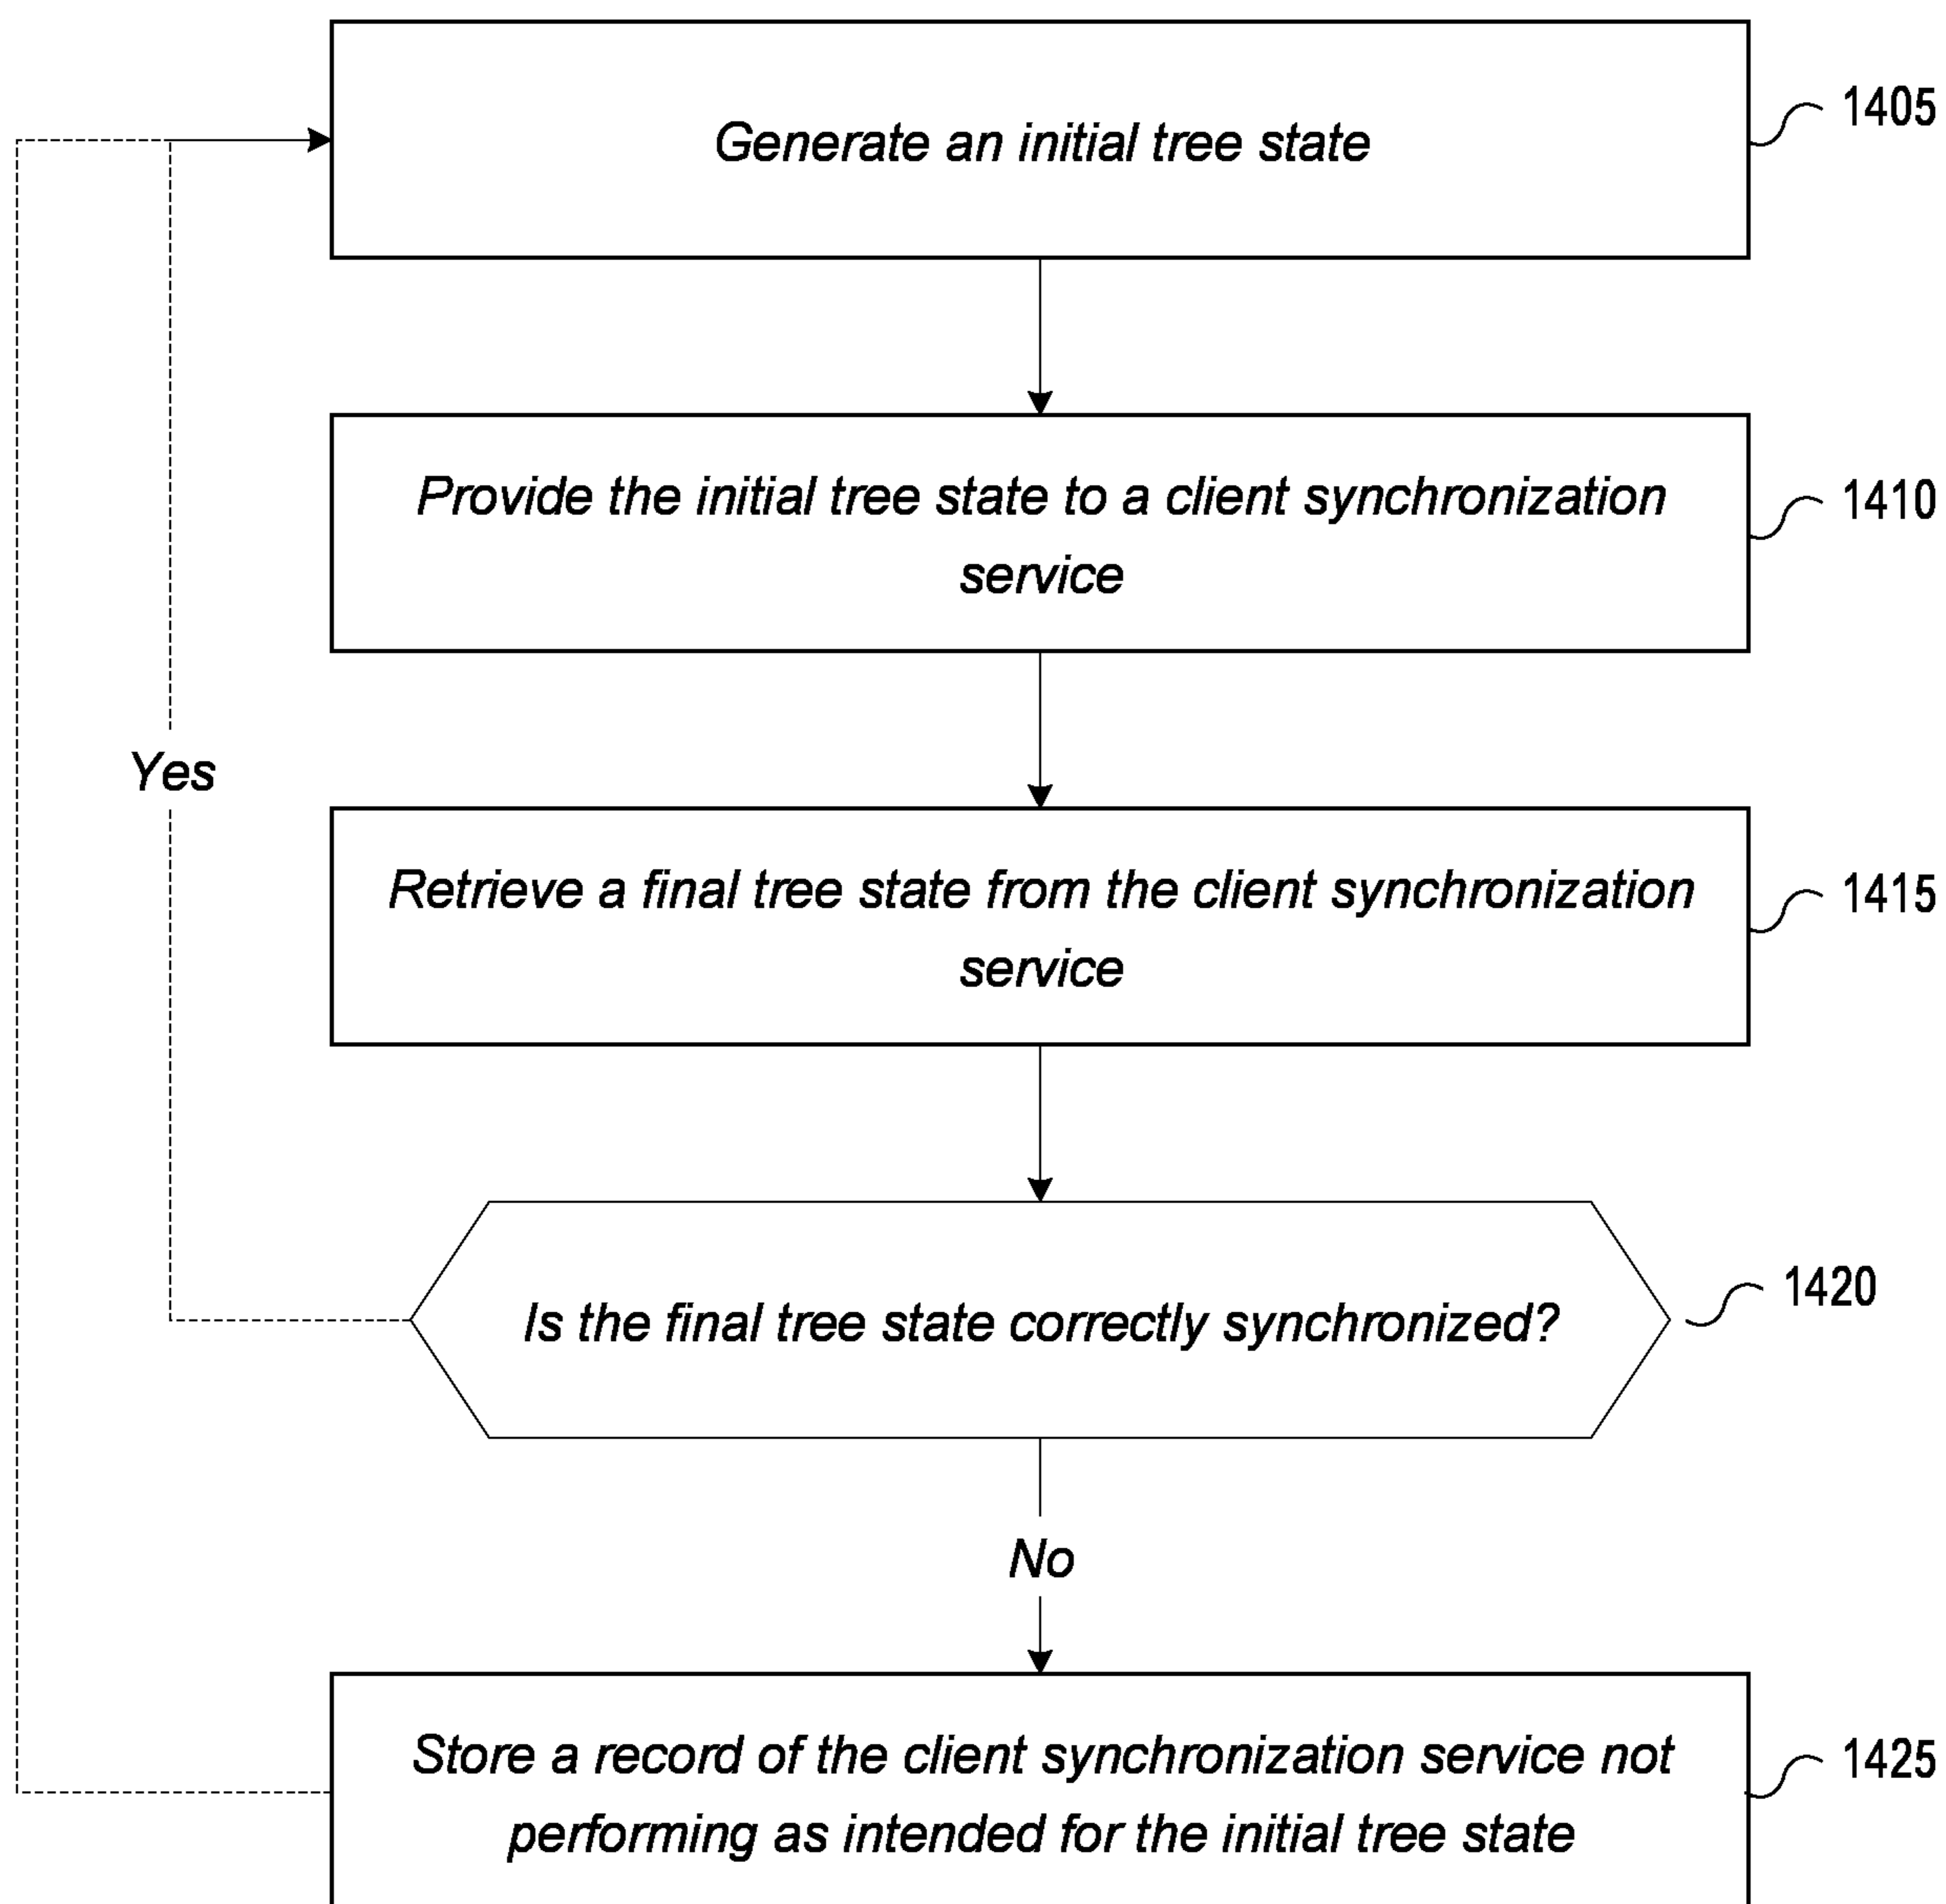 Generate an initial tree state
1405
Provide the initial tree state to a client synchronization
service
1410
Yes
Retrieve a final tree state from the client synchronization
service
1415
Is the final tree state correctly synchronized?
1420
No
Store a record of the client synchronization service not
performing as intended for the initial tree state
1425